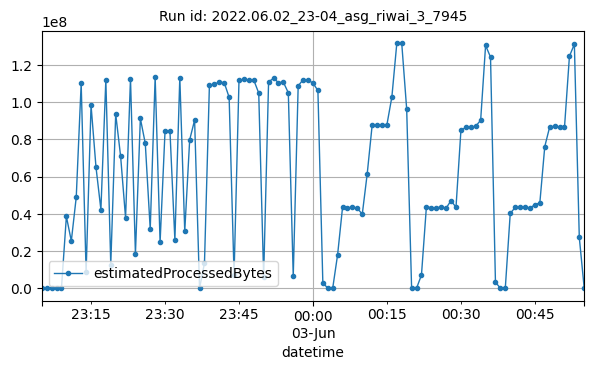 Run id: 2022.06.02_23-04_asg_riwai_3_7945
1e8
1.2
1.0
0.8
0.6
0.4
0.2
0.0
estimatedProcessedBytes
23:15 23:30 23:45 00:00 00:15 00:30 00:45
03-Jun
datetime